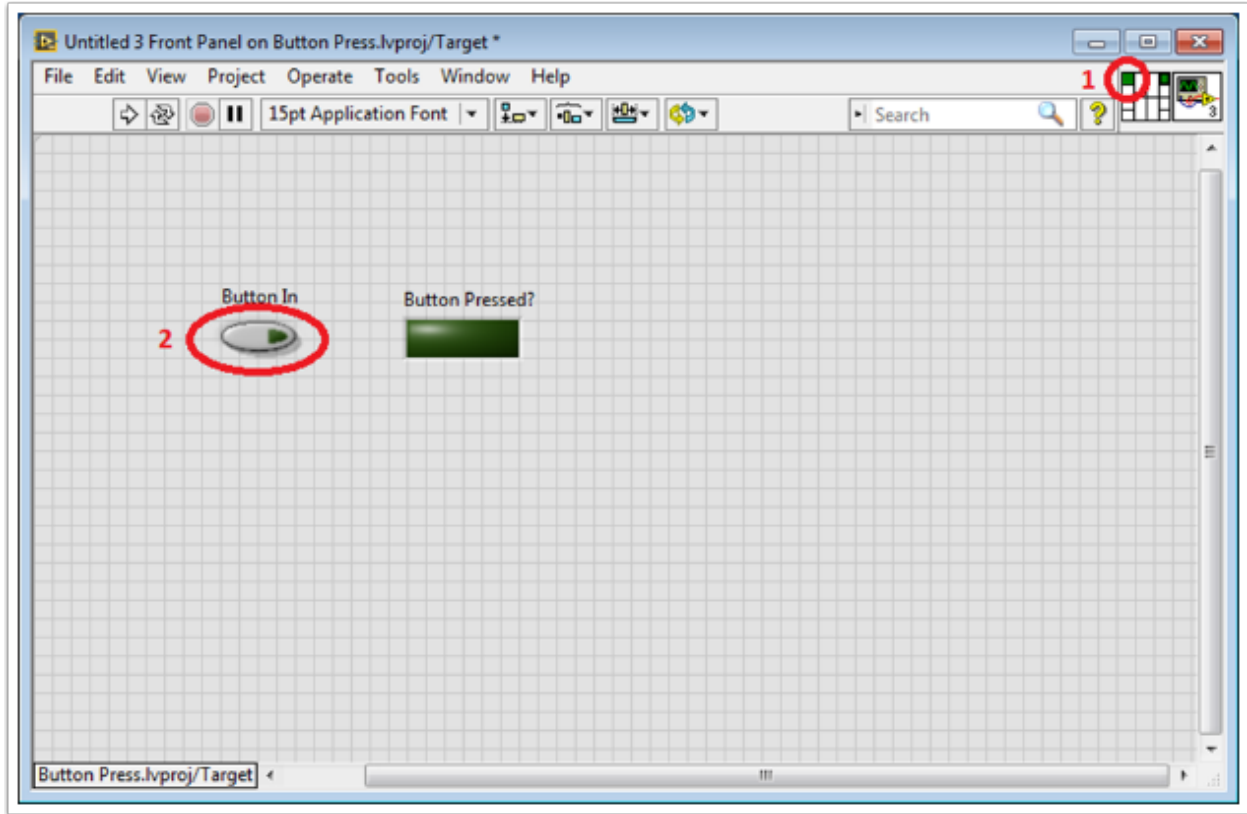 Untitled 3 Front Panel on Button Press.lvproj/Target *
File Edit View Project Operate Tools Window Help
1
15pt Application Font
Search
?
3
Button In
Button Pressed?
2
Button Press.lvproj/Target